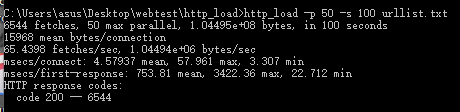 C:\Users\asus\Desktop\webtest\http_load>http_load -p 50 -s 100 urllist.txt
6544 fetches, 50 max parallel, 1.04495e+08 bytes, in 100 seconds
15968 mean bytes/connection
65.4398 fetches/sec, 1.04494e+06 bytes/sec
msecs/connect: 4.57937 mean, 57.961 max, 3.307 min
msecs/first-response: 753.81 mean, 3422.36 max, 22.712 min
HTTP response codes:
code 200 -- 6544